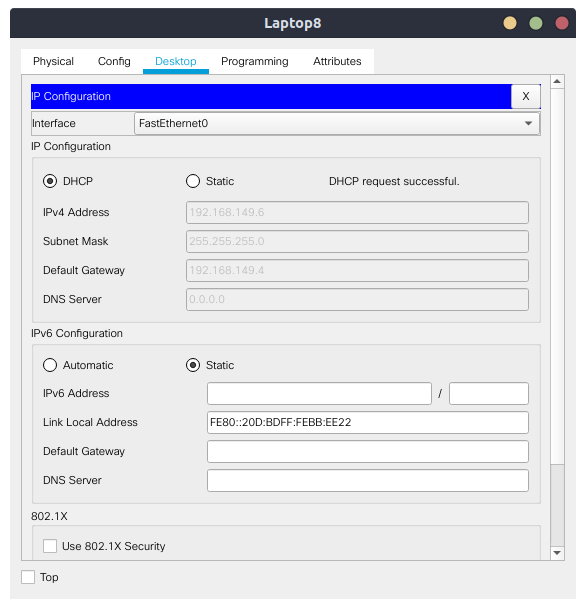 Laptop8
Physical Config Desktop Programming Attributes
IP Configuration X
Interface FastEthernet0
IP Configuration
DHCP Static DHCP request successful.
IPv4 Address 192.168.149.6
Subnet Mask 255.255.255.0
Default Gateway 192.168.149.4
DNS Server 0.0.0.0
IPv6 Configuration
Automatic Static
IPv6 Address /
Link Local Address FE80::20D:BDFF:FEBB:EE22
Default Gateway
DNS Server
802.1X
Use 802.1X Security
Top